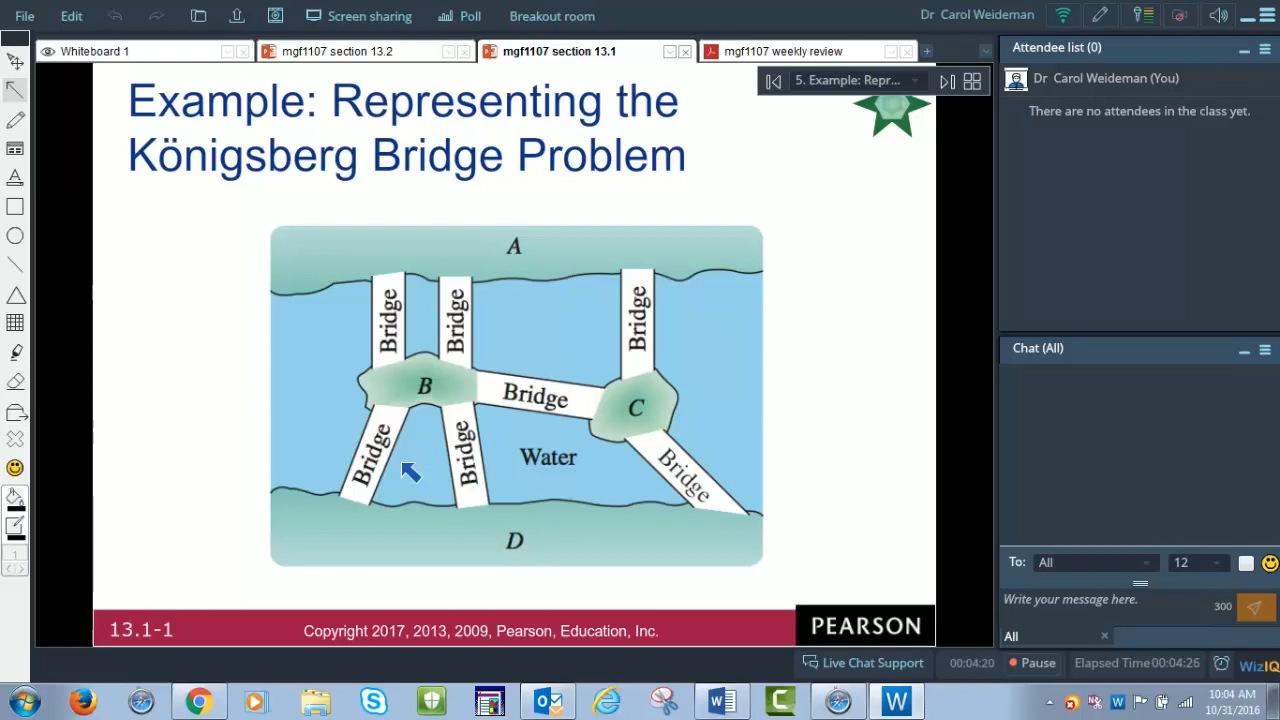 File Edit Screen sharing Poll Breakout room Dr Carol Weideman
Whiteboard 1 mgf1107 section 13.2 mgf1107 section 13.1 mgf1107 weekly review
Attendee list (0)
5. Example: Repr...
Dr Carol Weideman (You)
There are no attendees in the class yet.
Example: Representing the
Königsberg Bridge Problem
A
Bridge Bridge Bridge
B Bridge C
Bridge Bridge Water Bridge
D
13.1-1 Copyright 2017, 2013, 2009, Pearson, Education, Inc. PEARSON
Chat (All)
To: All 12
Write your message here. 300
All
Live Chat Support 00:04:20 Pause Elapsed Time 00:04:26 WizIQ
10:04 AM
10/31/2016